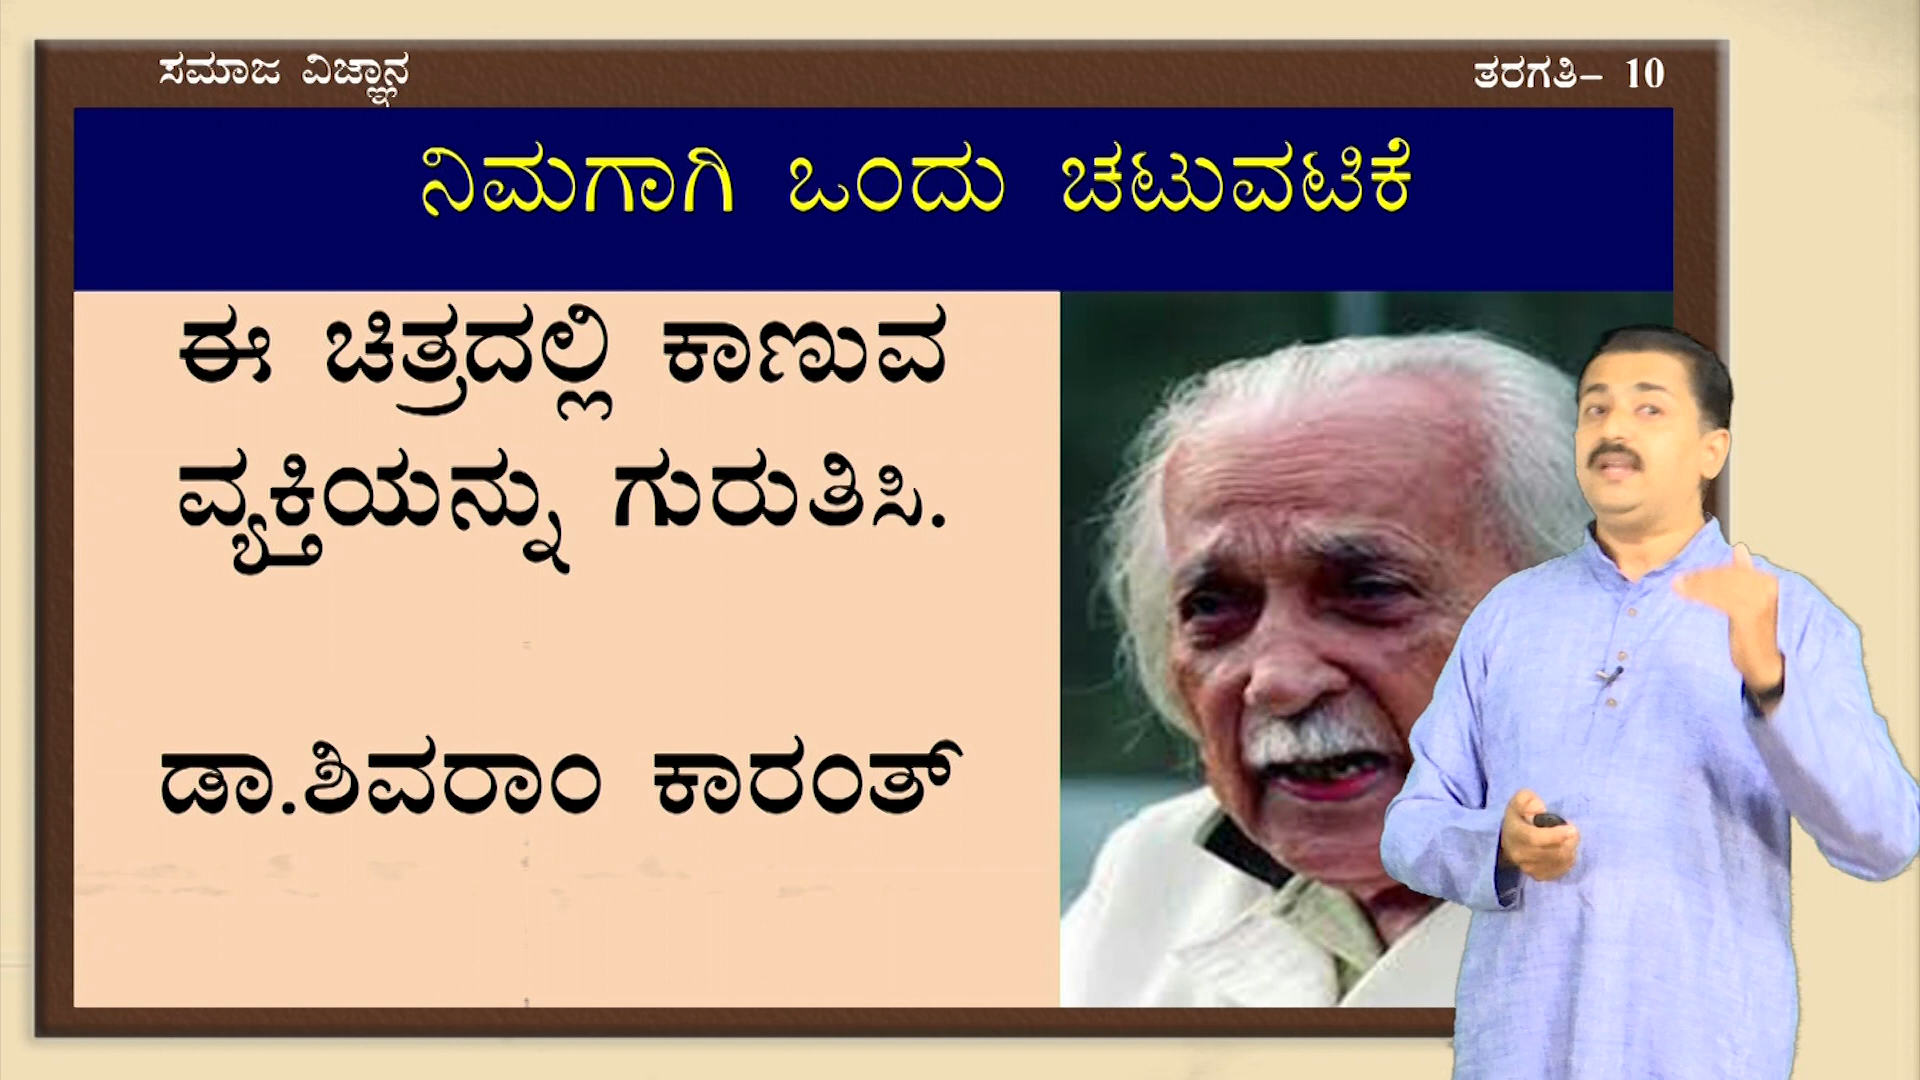 ಸಮಾಜ ವಿಜ್ಞಾನ
ತರಗತಿ– 10
ನಿಮಗಾಗಿ ಒಂದು ಚಟುವಟಿಕೆ
ಈ ಚಿತ್ರದಲ್ಲಿ ಕಾಣುವ
ವ್ಯಕ್ತಿಯನ್ನು ಗುರುತಿಸಿ.
ಡಾ.ಶಿವರಾಂ ಕಾರಂತ್